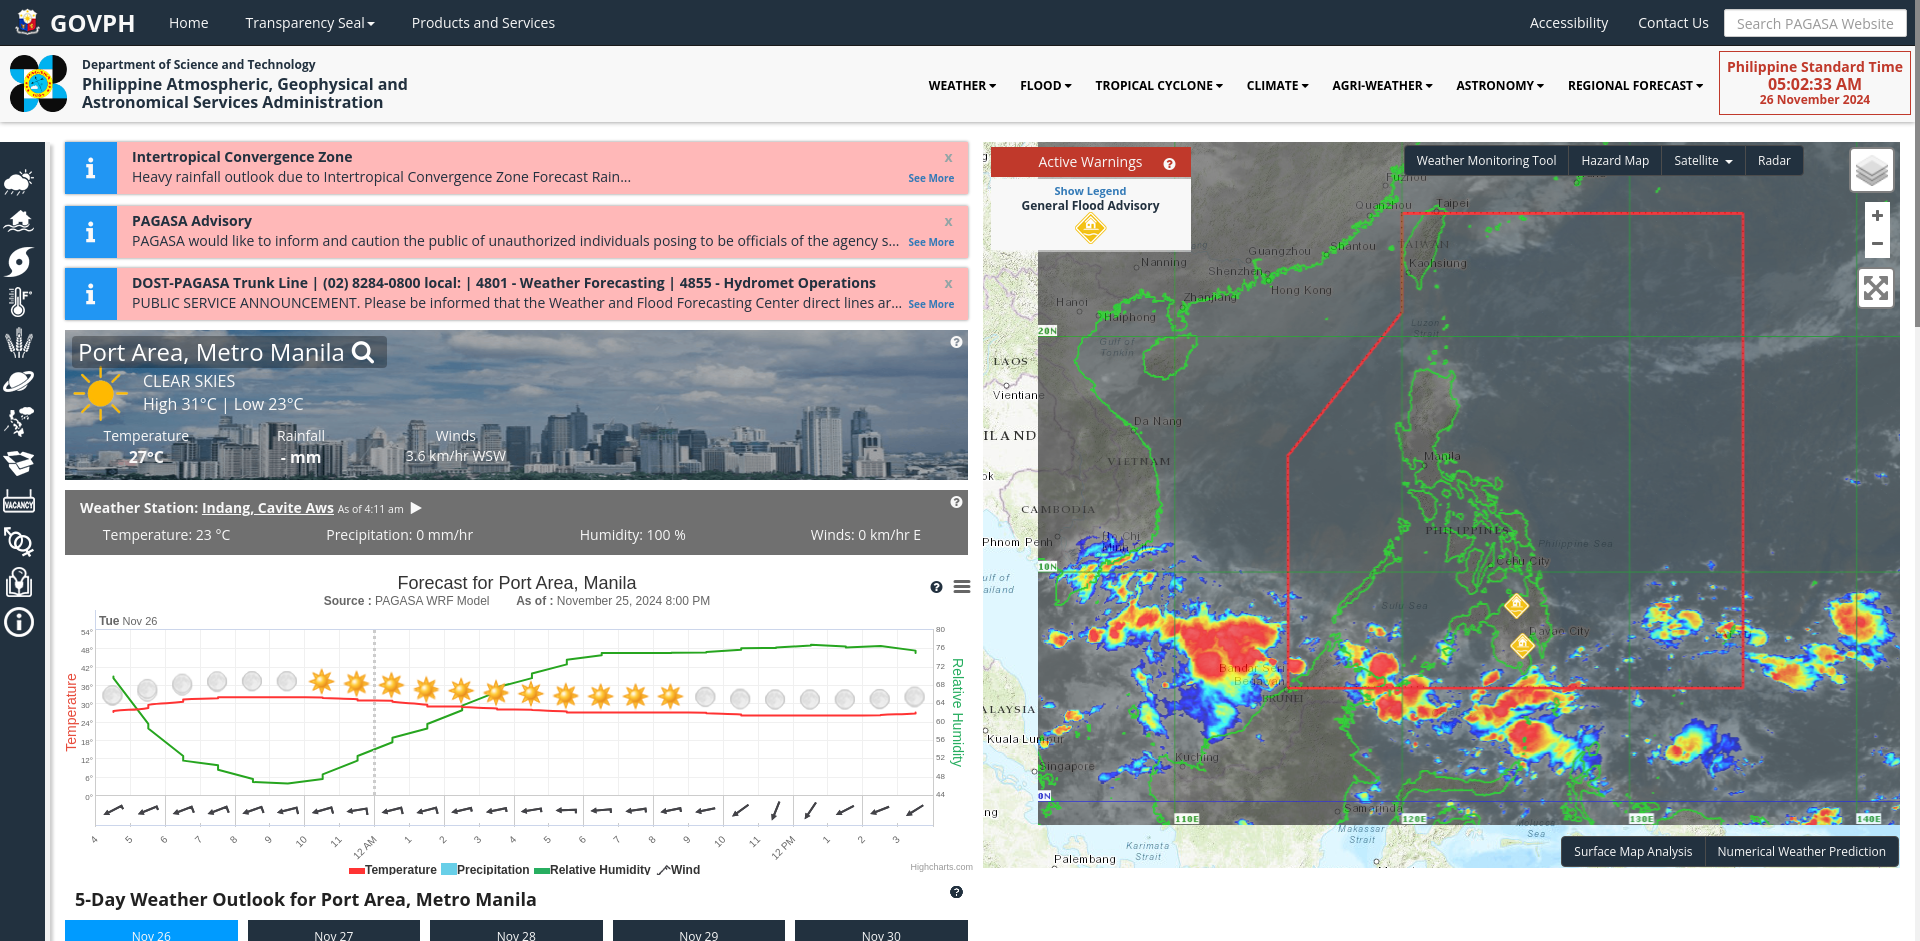 GOVPH
Home
Transparency Seal
Products and Services
Accessibility
Contact Us
Search PAGASA Website
Department of Science and Technology
Philippine Atmospheric, Geophysical and
Astronomical Services Administration
WEATHER
FLOOD
TROPICAL CYCLONE
CLIMATE
AGRI-WEATHER
ASTRONOMY
REGIONAL FORECAST
Philippine Standard Time
05:02:33 AM
26 November 2024
Intertropical Convergence Zone
x
Heavy rainfall outlook due to Intertropical Convergence Zone Forecast Rain...
See More
PAGASA Advisory
x
PAGASA would like to inform and caution the public of unauthorized individuals posing to be officials of the agency s...
See More
DOST-PAGASA Trunk Line | (02) 8284-0800 local: | 4801 - Weather Forecasting | 4855 - Hydromet Operations
x
PUBLIC SERVICE ANNOUNCEMENT. Please be informed that the Weather and Flood Forecasting Center direct lines ar...
See More
VACANCY
Port Area, Metro Manila
CLEAR SKIES
High 31°C | Low 23°C
Temperature
27°C
Rainfall
- mm
Winds
3.6 km/hr WSW
Weather Station: Indang, Cavite Aws As of 4:11 am
Temperature: 23 °C
Precipitation: 0 mm/hr
Humidity: 100 %
Winds: 0 km/hr E
Forecast for Port Area, Manila
Source : PAGASA WRF Model As of : November 25, 2024 8:00 PM
Tue Nov 26
Temperature
54°
48°
42°
36°
30°
24°
18°
12°
6°
0°
80
76
72
68
64
60
56
52
48
44
Relative Humidity
4 5 6 7 8 9 10 11 12 AM 1 2 3 4 5 6 7 8 9 10 11 12 PM 1 2 3
Temperature Precipitation Relative Humidity Wind
Highcharts.com
5-Day Weather Outlook for Port Area, Metro Manila
Nov 26
Nov 27
Nov 28
Nov 29
Nov 30
Active Warnings
Show Legend
General Flood Advisory
Weather Monitoring Tool
Hazard Map
Satellite
Radar
+
−
Fuzhou
Quanzhou
Taipei
TAIWAN
Kaohsiung
Shantou
Guangzhou
Shenzhen
Hong Kong
Nanning
Zhanjiang
Hanoi
Haiphong
Gulf of
Tonkin
Luzon
Strait
20N
LAOS
Vientiane
Da Nang
ILAND
VIETNAM
Manila
ok
CAMBODIA
Phnom Penh
Ho Chi
Minh City
PHILIPPINES
Philippine Sea
Cebu City
10N
ulf of
ailand
Sulu Sea
Davao City
Bandar Seri
Begawan
BRUNEI
ALAYSIA
Kuala Lumpur
Kuching
Singapore
0N
ng
Samarinda
110E
120E
130E
140E
Makassar
Strait
Sea
Karimata
Strait
Palembang
Surface Map Analysis
Numerical Weather Prediction